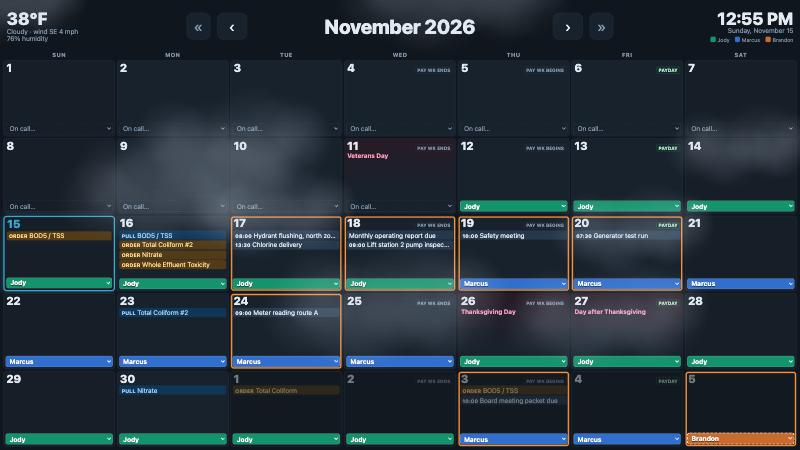 38°F
Cloudy · wind SE 4 mph
76% humidity
«
‹
November 2026
›
»
12:55 PM
Sunday, November 15
Jody Marcus Brandon
SUN MON TUE WED THU FRI SAT
1
On call...
2
On call...
3
On call...
4 PAY WK ENDS
On call...
5 PAY WK BEGINS
On call...
6 PAYDAY
On call...
7
On call...
8
On call...
9
On call...
10
On call...
11 PAY WK ENDS
Veterans Day
On call...
12 PAY WK BEGINS
Jody
13 PAYDAY
Jody
14
Jody
15
ORDER BOD5 / TSS
Jody
16
PULL BOD5 / TSS
ORDER Total Coliform #2
ORDER Nitrate
ORDER Whole Effluent Toxicity
Jody
17
08:00 Hydrant flushing, north zo...
13:30 Chlorine delivery
Jody
18 PAY WK ENDS
Monthly operating report due
09:00 Lift station 2 pump inspec...
Jody
19 PAY WK BEGINS
10:00 Safety meeting
Marcus
20 PAYDAY
07:30 Generator test run
Marcus
21
Marcus
22
Marcus
23
PULL Total Coliform #2
Marcus
24
09:00 Meter reading route A
Marcus
25 PAY WK ENDS
Marcus
26 PAY WK BEGINS
Thanksgiving Day
Jody
27 PAYDAY
Day after Thanksgiving
Jody
28
Jody
29
Jody
30
PULL Nitrate
Jody
1
ORDER Total Coliform
Jody
2 PAY WK ENDS
Jody
3 PAY WK BEGINS
ORDER BOD5 / TSS
10:00 Board meeting packet due
Marcus
4 PAYDAY
Marcus
5
Brandon